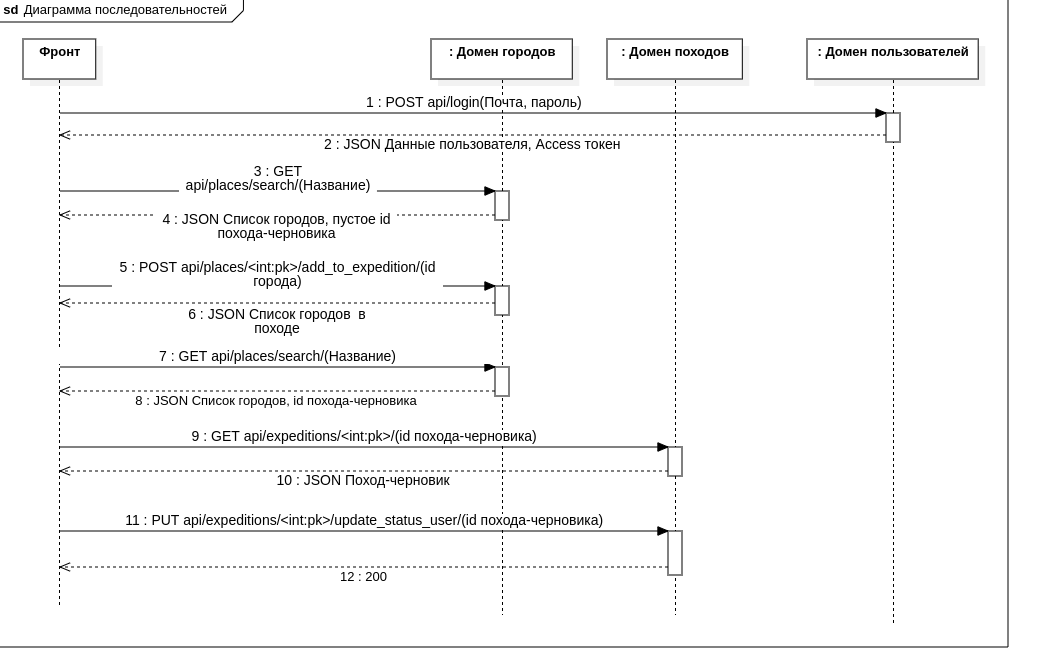 sd Диаграмма последовательностей
Фронт
: Домен городов
: Домен походов
: Домен пользователей
1 : POST api/login(Почта, пароль)
2 : JSON Данные пользователя, Access токен
3 : GET
api/places/search/(Название)
4 : JSON Список городов, пустое id
похода-черновика
5 : POST api/places/<int:pk>/add_to_expedition/(id
города)
6 : JSON Список городов в
походе
7 : GET api/places/search/(Название)
8 : JSON Список городов, id похода-черновика
9 : GET api/expeditions/<int:pk>/(id похода-черновика)
10 : JSON Поход-черновик
11 : PUT api/expeditions/<int:pk>/update_status_user/(id похода-черновика)
12 : 200